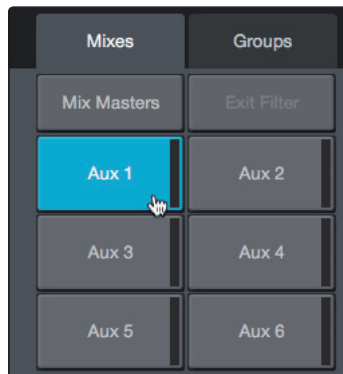 Mixes Groups
Mix Masters Exit Filter
Aux 1 Aux 2
Aux 3 Aux 4
Aux 5 Aux 6